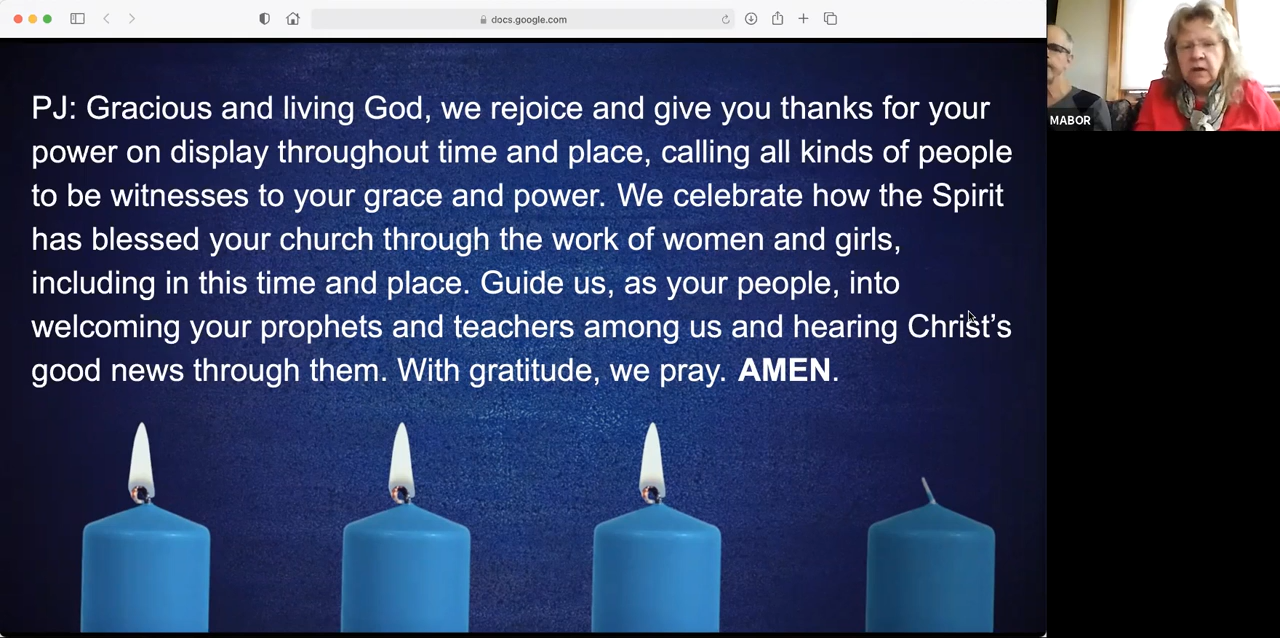 docs.google.com
PJ: Gracious and living God, we rejoice and give you thanks for your
power on display throughout time and place, calling all kinds of people
to be witnesses to your grace and power. We celebrate how the Spirit
has blessed your church through the work of women and girls,
including in this time and place. Guide us, as your people, into
welcoming your prophets and teachers among us and hearing Christ’s
good news through them. With gratitude, we pray. AMEN.
MABOR